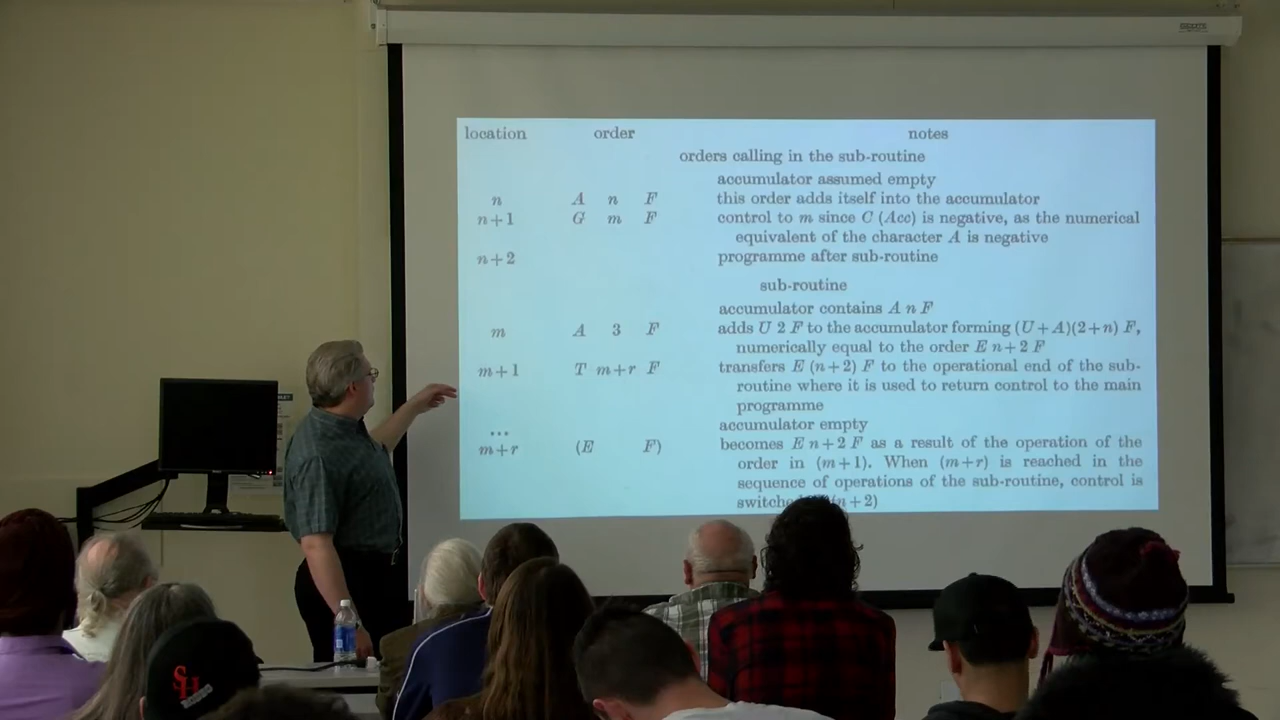 location order notes
orders calling in the sub-routine
accumulator assumed empty
n A n F this order adds itself into the accumulator
n+1 G m F control to m since C (Acc) is negative, as the numerical
equivalent of the character A is negative
n+2 programme after sub-routine
sub-routine
accumulator contains A n F
m A 3 F adds U 2 F to the accumulator forming (U+A)(2+n) F,
numerically equal to the order E n+2 F
m+1 T m+r F transfers E (n+2) F to the operational end of the sub-
routine where it is used to return control to the main
programme
... accumulator empty
m+r (E F) becomes E n+2 F as a result of the operation of the
order in (m+1). When (m+r) is reached in the
sequence of operations of the sub-routine, control is
(n+2)
SH